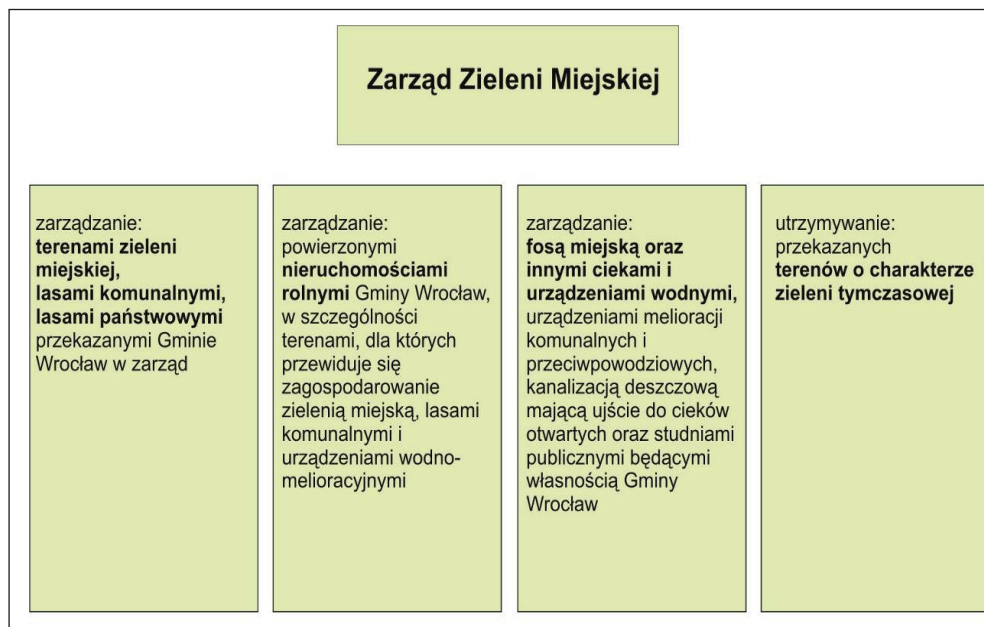 Zarząd Zieleni Miejskiej
zarządzanie:
terenami zieleni
miejskiej,
lasami komunalnymi,
lasami państwowymi
przekazanymi Gminie
Wrocław w zarząd
zarządzanie:
powierzonymi
nieruchomościami
rolnymi Gminy Wrocław,
w szczególności
terenami, dla których
przewiduje się
zagospodarowanie
zielenią miejską, lasami
komunalnymi i
urządzeniami wodno-
melioracyjnymi
zarządzanie:
fosą miejską oraz
innymi ciekami i
urządzeniami wodnymi,
urządzeniami melioracji
komunalnych i
przeciwpowodziowych,
kanalizacją deszczową
mającą ujście do cieków
otwartych oraz studniami
publicznymi będącymi
własnością Gminy
Wrocław
utrzymywanie:
przekazanych
terenów o charakterze
zieleni tymczasowej